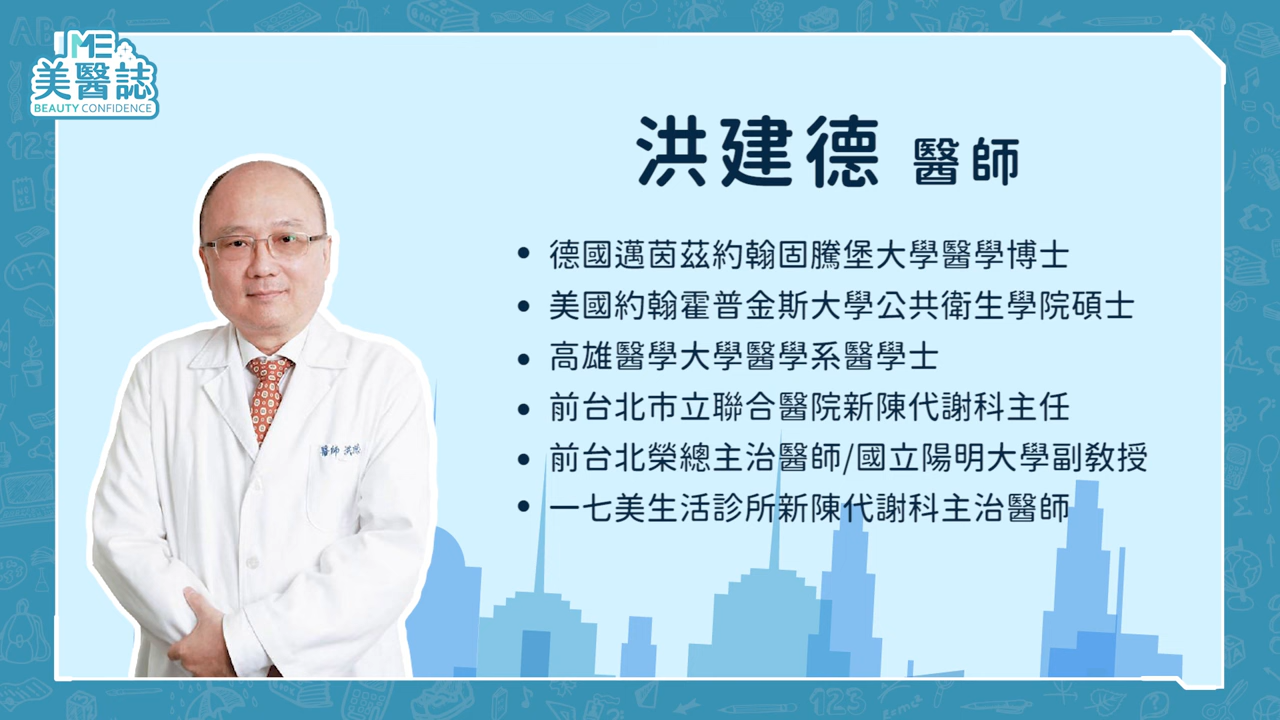 ME
美醫誌
BEAUTY CONFIDENCE
洪建德 醫師
• 德國邁茵茲約翰固騰堡大學醫學博士
• 美國約翰霍普金斯大學公共衛生學院碩士
• 高雄醫學大學醫學系醫學士
• 前台北市立聯合醫院新陳代謝科主任
• 前台北榮總主治醫師/國立陽明大學副教授
• 一七美生活診所新陳代謝科主治醫師
醫師 洪
123
123